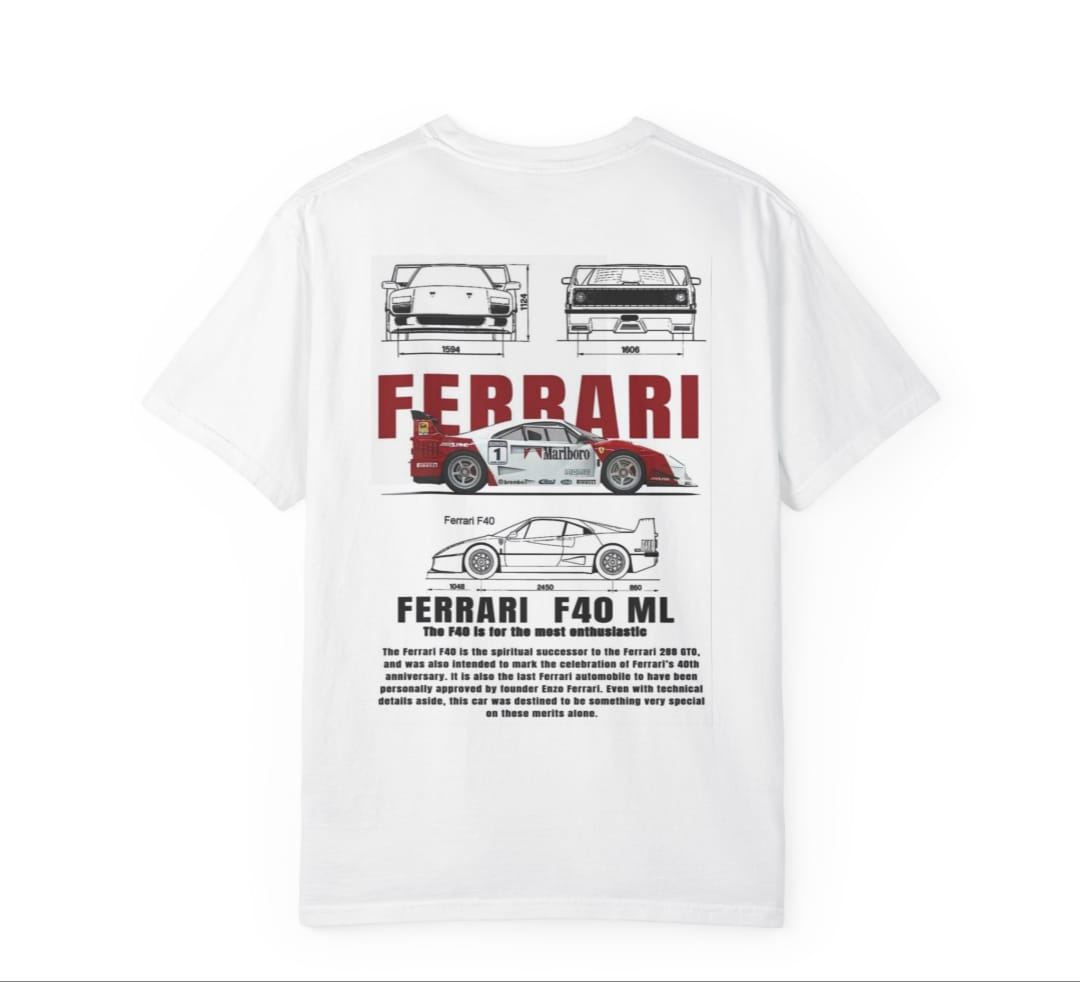 1124
1594
1606
FERRARI
1
Marlboro
brembo
PIRELLI
Ferrari F40
1048
2450
860
FERRARI F40 ML
The F40 is for the most enthusiastic
The Ferrari F40 is the spiritual successor to the Ferrari 288 GTO,
and was also intended to mark the celebration of Ferrari's 40th
anniversary. It is also the last Ferrari automobile to have been
personally approved by founder Enzo Ferrari. Even with technical
details aside, this car was destined to be something very special
on these merits alone.